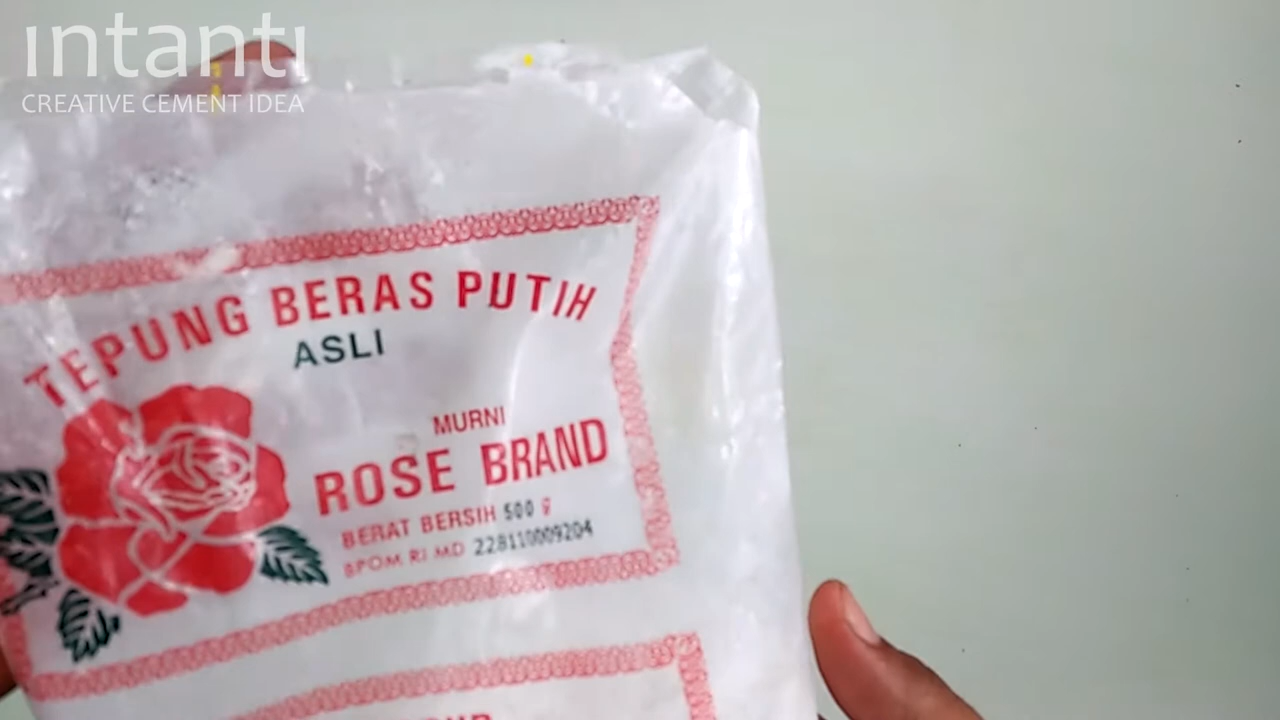 intanti
CREATIVE CEMENT IDEA
TEPUNG BERAS PUTIH
ASLI
MURNI
ROSE BRAND
BERAT BERSIH 500 g
BPOM RI MD 228110009204